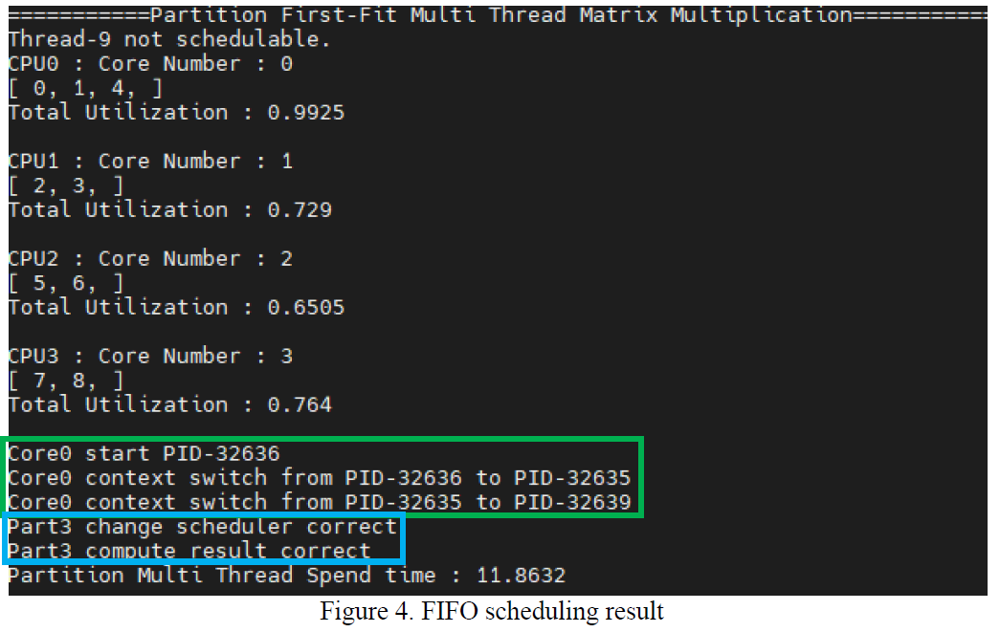 ===========Partition First-Fit Multi Thread Matrix Multiplication===========
Thread-9 not schedulable.
CPU0 : Core Number : 0
[ 0, 1, 4, ]
Total Utilization : 0.9925
CPU1 : Core Number : 1
[ 2, 3, ]
Total Utilization : 0.729
CPU2 : Core Number : 2
[ 5, 6, ]
Total Utilization : 0.6505
CPU3 : Core Number : 3
[ 7, 8, ]
Total Utilization : 0.764
Core0 start PID-32636
Core0 context switch from PID-32636 to PID-32635
Core0 context switch from PID-32635 to PID-32639
Part3 change scheduler correct
Part3 compute result correct
Partition Multi Thread Spend time : 11.8632
Figure 4. FIFO scheduling result